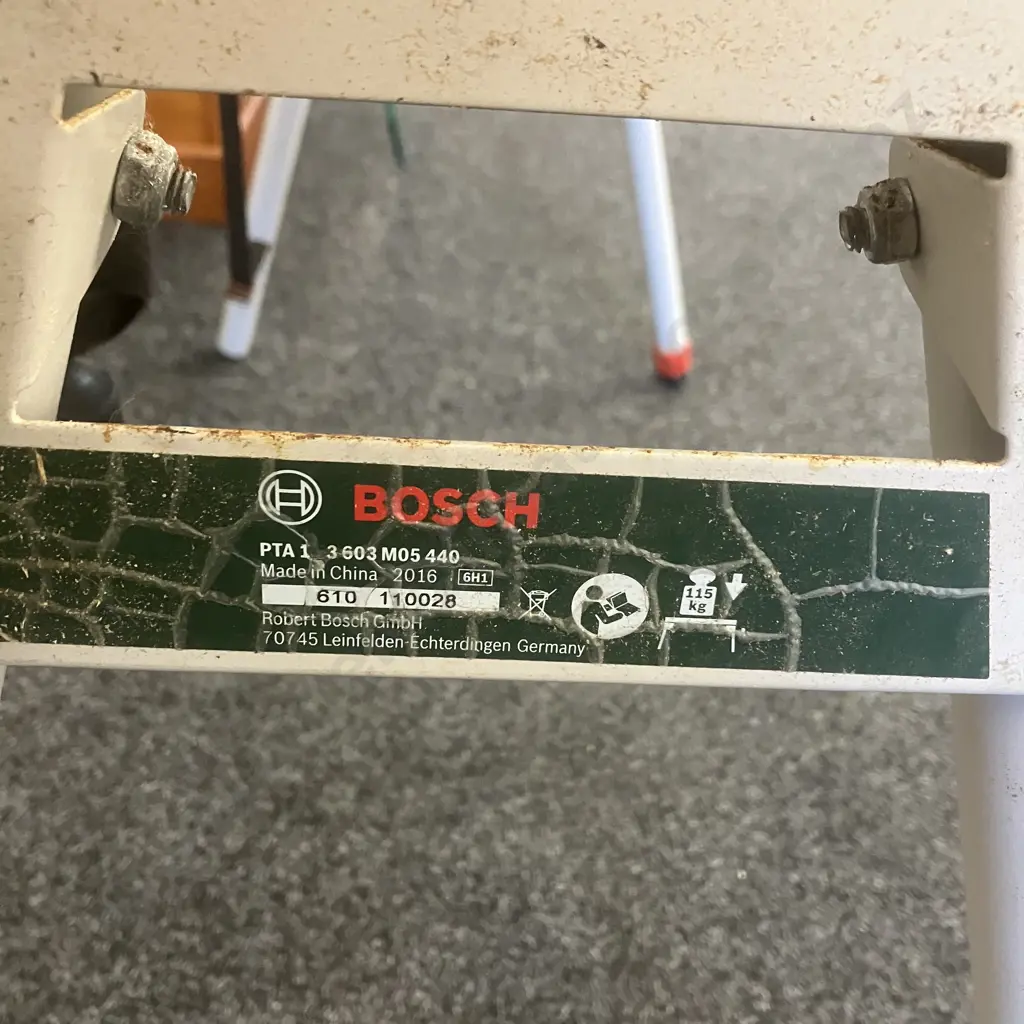 BOSCH
PTA 1 3 603 M05 440
Made in China 2016 6H1
610 110028
Robert Bosch GmbH
70745 Leinfelden-Echterdingen Germany
115
kg